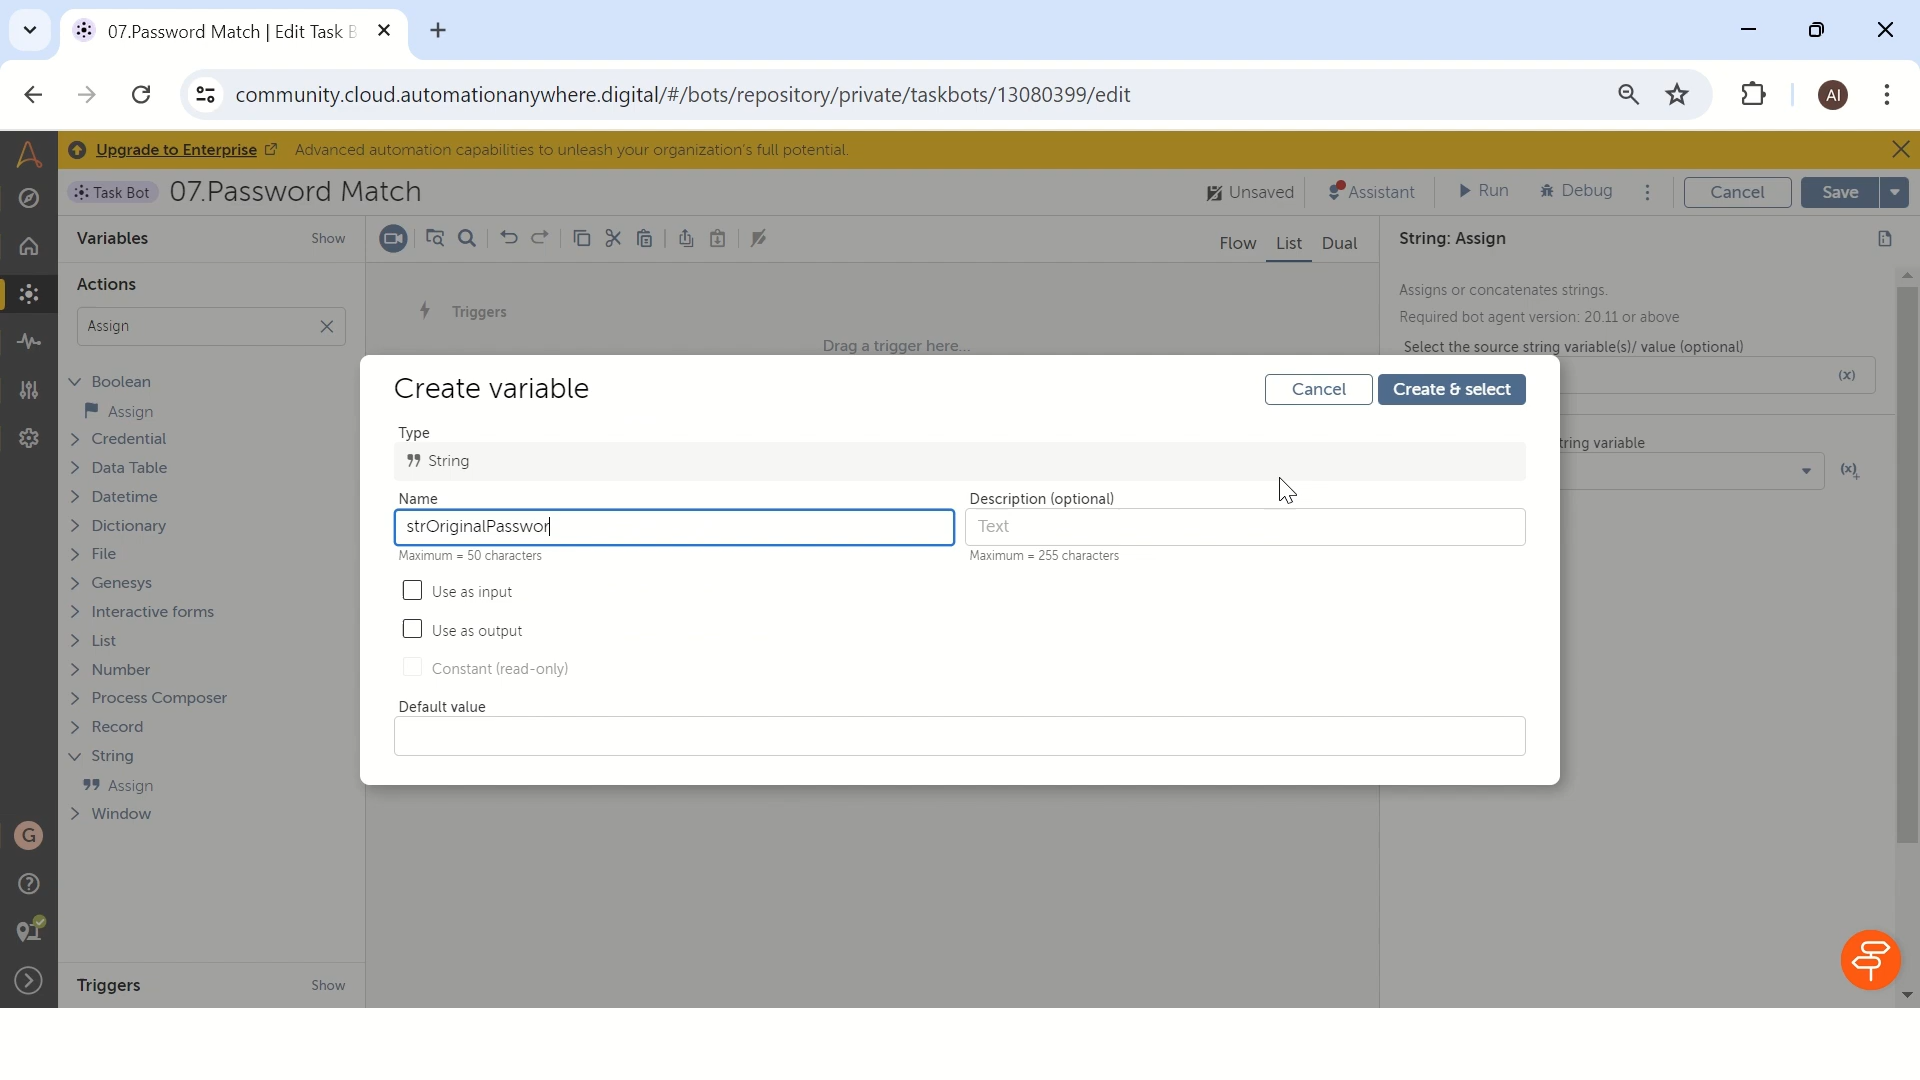 07.Password Match | Edit Task B
community.cloud.automationanywhere.digital/#/bots/repository/private/taskbots/13080399/edit
AI
Upgrade to Enterprise Advanced automation capabilities to unleash your organization's full potential.
Task Bot 07.Password Match Unsaved Assistant Run Debug Cancel Save
Variables Show
Flow List Dual
String: Assign
Actions
Assign
Triggers
Drag a trigger here...
Assigns or concatenates strings.
Required bot agent version: 20.11 or above
Select the source string variable(s)/ value (optional)
(x)
tring variable
(x)+
Boolean
Assign
Credential
Data Table
Datetime
Dictionary
File
Genesys
Interactive forms
List
Number
Process Composer
Record
String
Assign
Window
G
Triggers Show
Create variable Cancel Create & select
Type
String
Name Description (optional)
strOriginalPasswor Text
Maximum = 50 characters Maximum = 255 characters
Use as input
Use as output
Constant (read-only)
Default value